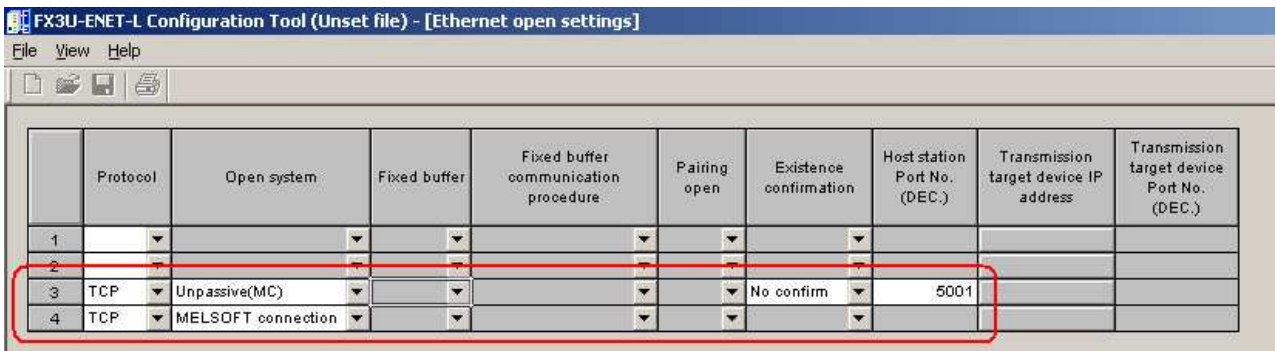 FX3U-ENET-L Configuration Tool (Unset file) - [Ethernet open settings]
File View Help
Protocol Open system Fixed buffer Fixed buffer communication procedure Pairing open Existence confirmation Host station Port No. (DEC.) Transmission target device IP address Transmission target device Port No. (DEC.)
1
2
3 TCP Unpassive(MC) No confirm 5001
4 TCP MELSOFT connection